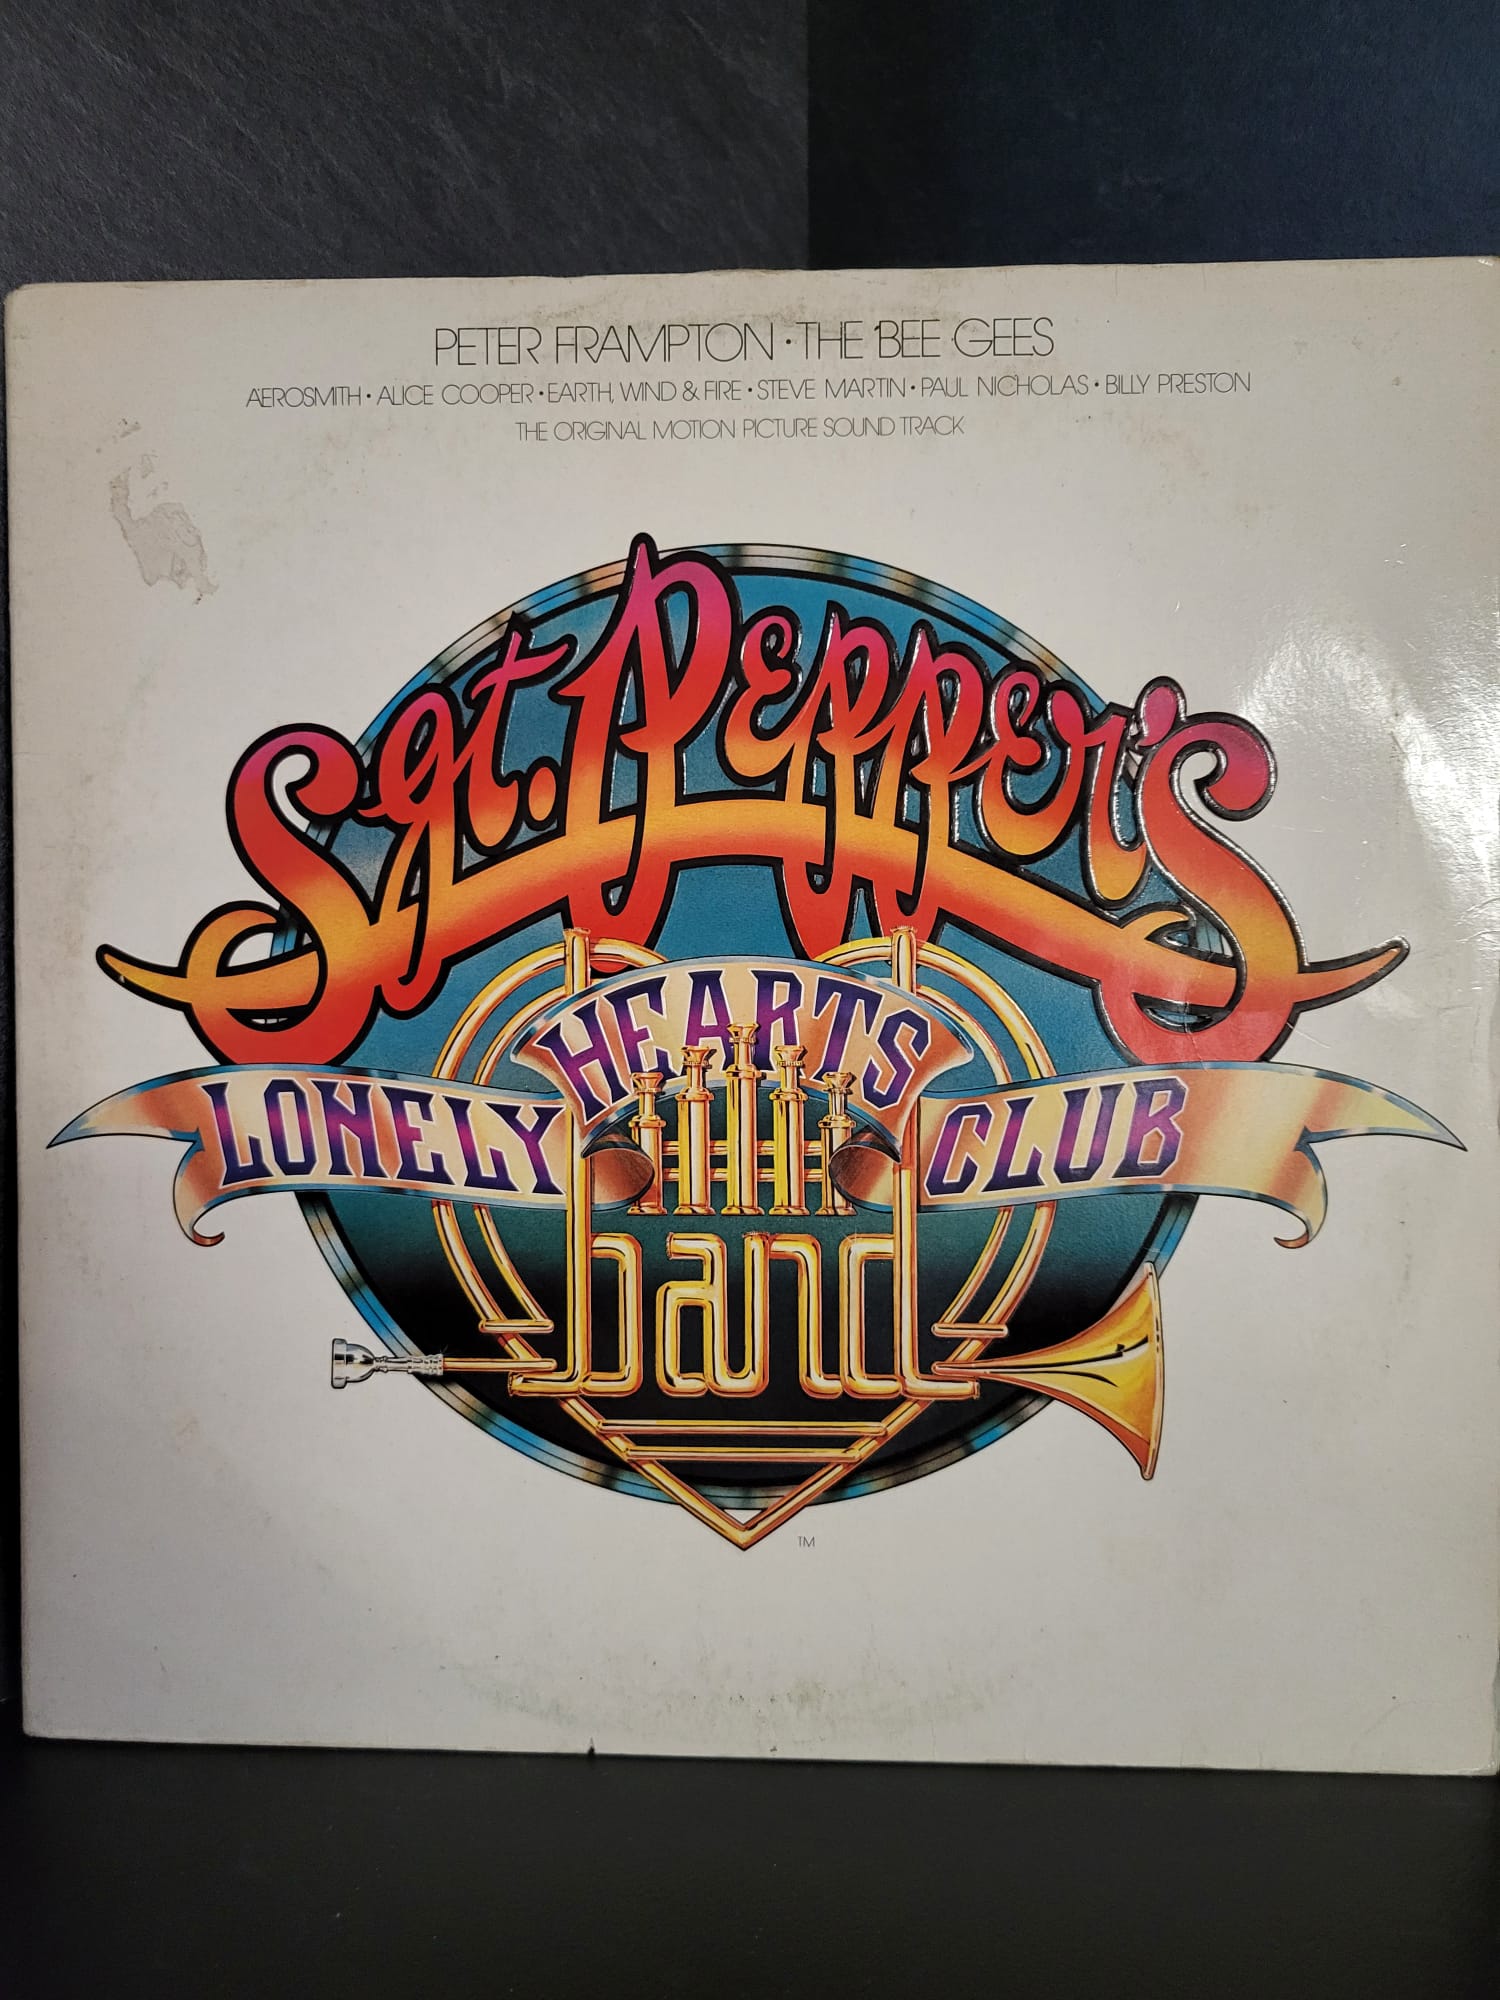 PETER FRAMPTON · THE BEE GEES
AEROSMITH · ALICE COOPER · EARTH, WIND & FIRE · STEVE MARTIN · PAUL NICHOLAS · BILLY PRESTON
THE ORIGINAL MOTION PICTURE SOUND TRACK
Sgt. Pepper's
LONELY HEARTS CLUB
band
TM